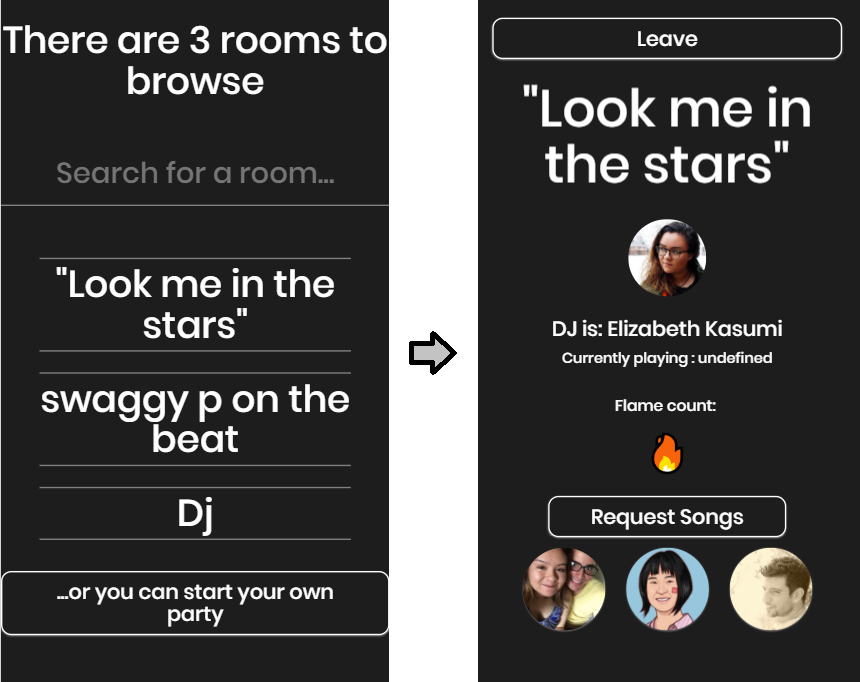 There are 3 rooms to
browse
Search for a room...
"Look me in the
stars"
swaggy p on the
beat
Dj
...or you can start your own
party
Leave
"Look me in
the stars"
DJ is: Elizabeth Kasumi
Currently playing : undefined
Flame count:
Request Songs